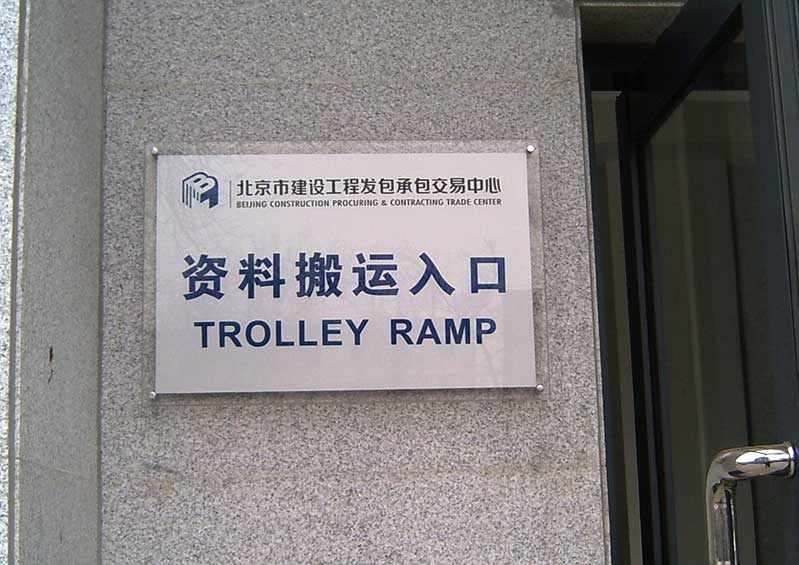 北京市建设工程发包承包交易中心
BEIJING CONSTRUCTION PROCURING & CONTRACTING TRADE CENTER
资料搬运入口
TROLLEY RAMP